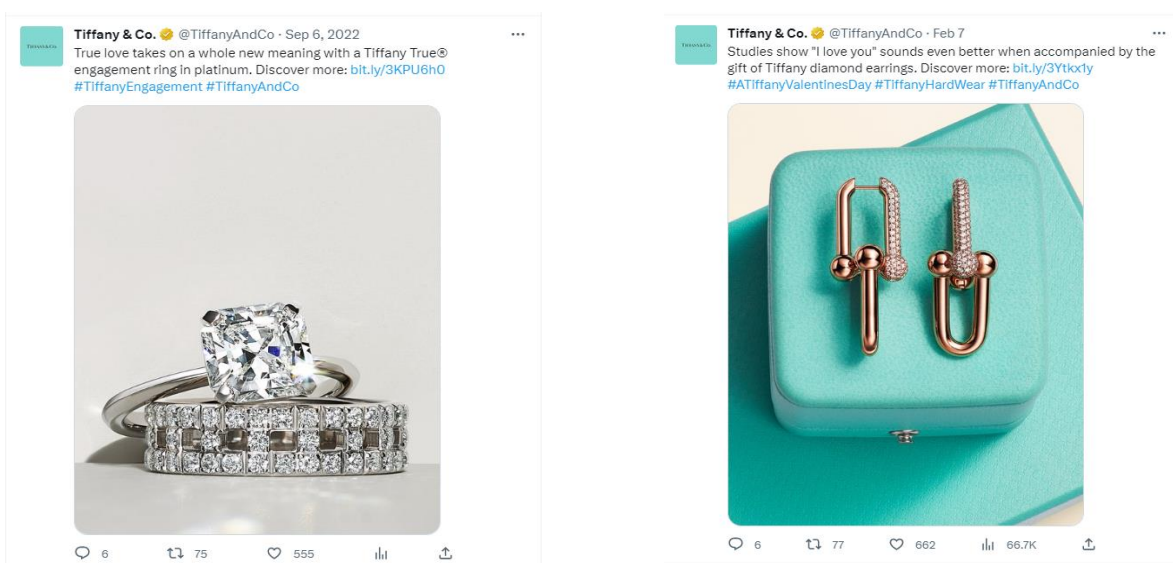 Tiffany & Co. @TiffanyAndCo · Sep 6, 2022
True love takes on a whole new meaning with a Tiffany True®
engagement ring in platinum. Discover more: bit.ly/3KPU6h0
#TiffanyEngagement #TiffanyAndCo
6 75 555
Tiffany & Co. @TiffanyAndCo · Feb 7
Studies show "I love you" sounds even better when accompanied by the
gift of Tiffany diamond earrings. Discover more: bit.ly/3Ytkx1y
#ATiffanyValentinesDay #TiffanyHardWear #TiffanyAndCo
6 77 662 66.7K